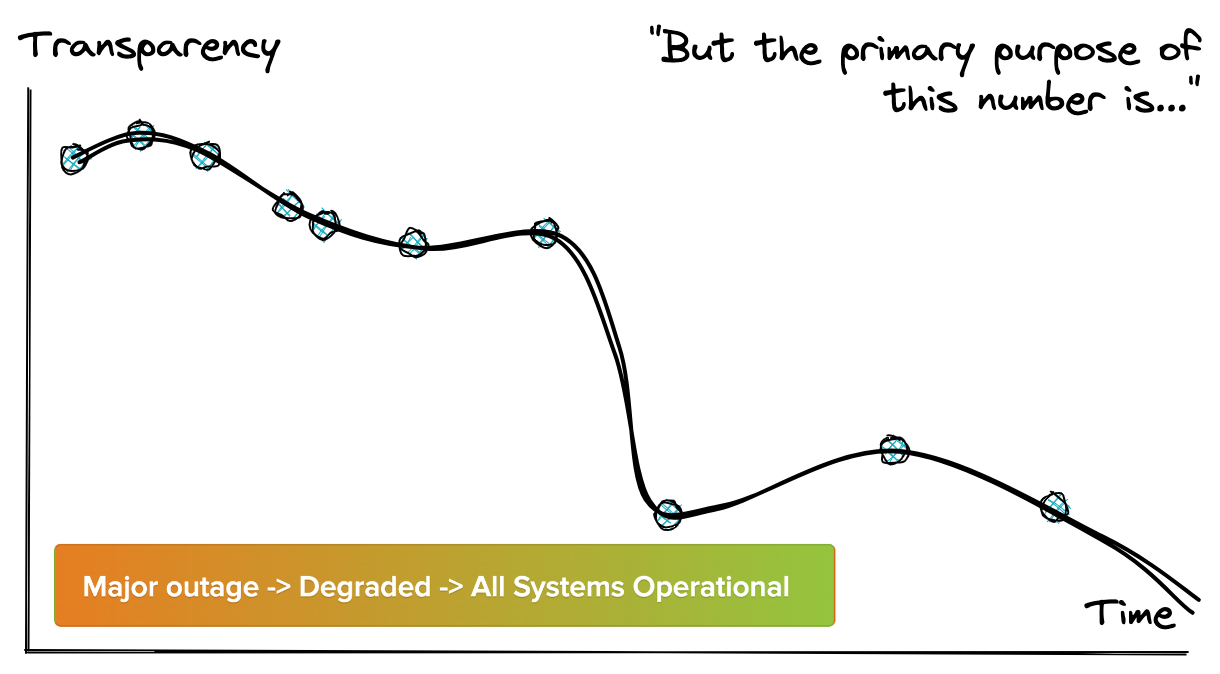 Transparency
"But the primary purpose of
this number is..."
Major outage -> Degraded -> All Systems Operational
Time